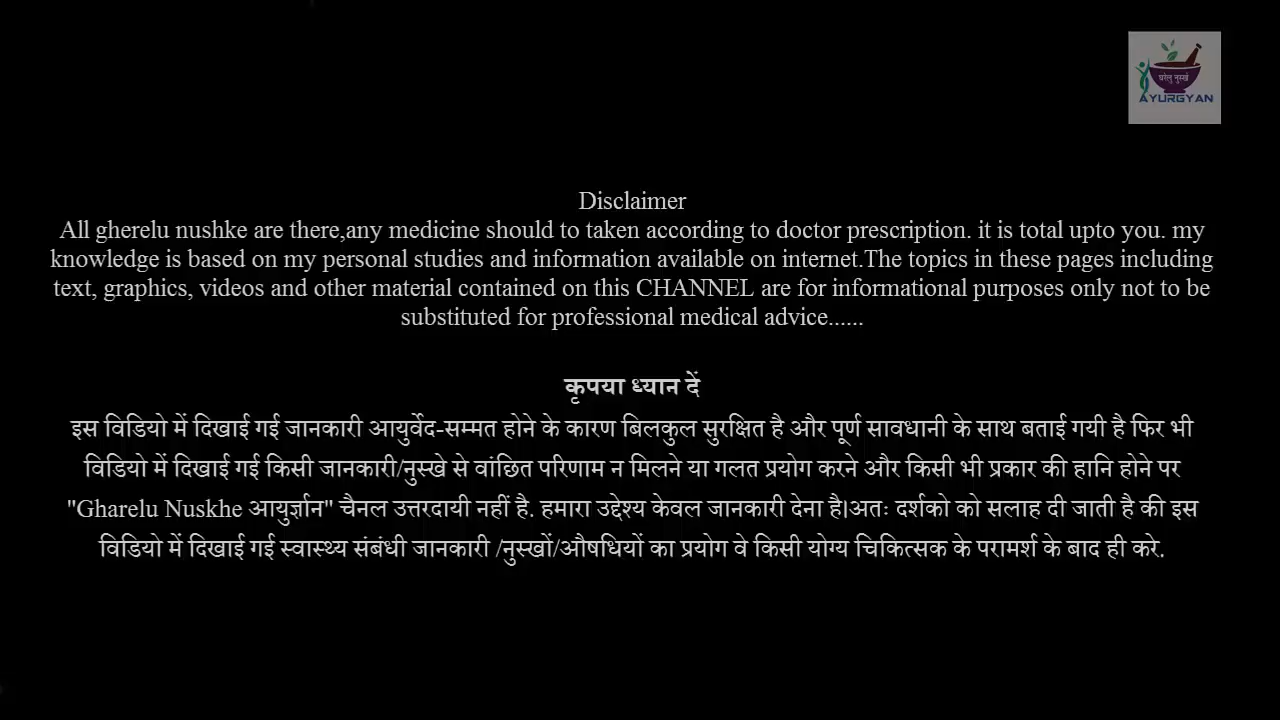 घरेलु नुस्खे
AYURGYAN
Disclaimer
All gherelu nushke are there,any medicine should to taken according to doctor prescription. it is total upto you. my
knowledge is based on my personal studies and information available on internet.The topics in these pages including
text, graphics, videos and other material contained on this CHANNEL are for informational purposes only not to be
substituted for professional medical advice......
कृपया ध्यान दें
इस विडियो में दिखाई गई जानकारी आयुर्वेद-सम्मत होने के कारण बिलकुल सुरक्षित है और पूर्ण सावधानी के साथ बताई गयी है फिर भी
विडियो में दिखाई गई किसी जानकारी/नुस्खे से वांछित परिणाम न मिलने या गलत प्रयोग करने और किसी भी प्रकार की हानि होने पर
"Gharelu Nuskhe आयुर्ज्ञान" चैनल उत्तरदायी नहीं है. हमारा उद्देश्य केवल जानकारी देना है।अतः दर्शको को सलाह दी जाती है की इस
विडियो में दिखाई गई स्वास्थ्य संबंधी जानकारी /नुस्खों/औषधियों का प्रयोग वे किसी योग्य चिकित्सक के परामर्श के बाद ही करे.